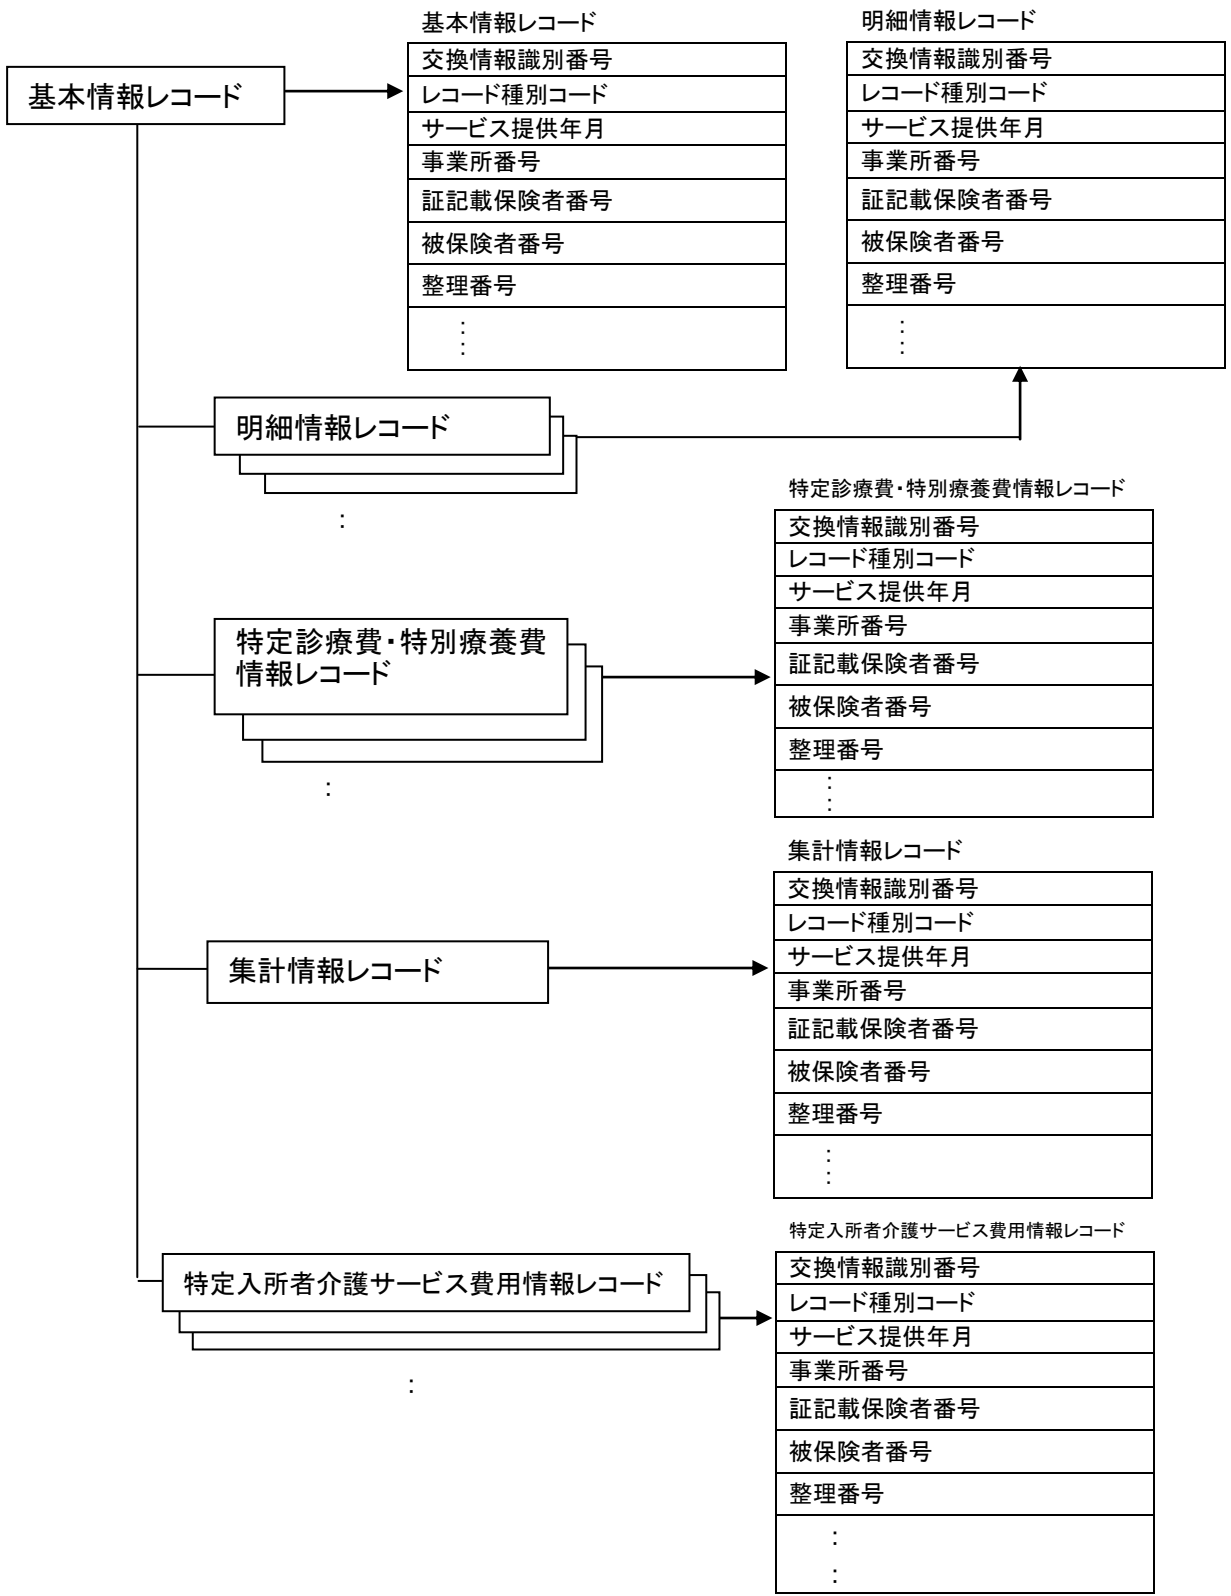 基本情報レコード
基本情報レコード
交換情報識別番号
レコード種別コード
サービス提供年月
事業所番号
証記載保険者番号
被保険者番号
整理番号
：
：
明細情報レコード
交換情報識別番号
レコード種別コード
サービス提供年月
事業所番号
証記載保険者番号
被保険者番号
整理番号
：
：
明細情報レコード
：
特定診療費・特別療養費情報レコード
交換情報識別番号
レコード種別コード
サービス提供年月
事業所番号
証記載保険者番号
被保険者番号
整理番号
：
：
特定診療費・特別療養費
情報レコード
：
集計情報レコード
交換情報識別番号
レコード種別コード
サービス提供年月
事業所番号
証記載保険者番号
被保険者番号
整理番号
：
：
集計情報レコード
特定入所者介護サービス費用情報レコード
交換情報識別番号
レコード種別コード
サービス提供年月
事業所番号
証記載保険者番号
被保険者番号
整理番号
：
：
特定入所者介護サービス費用情報レコード
：